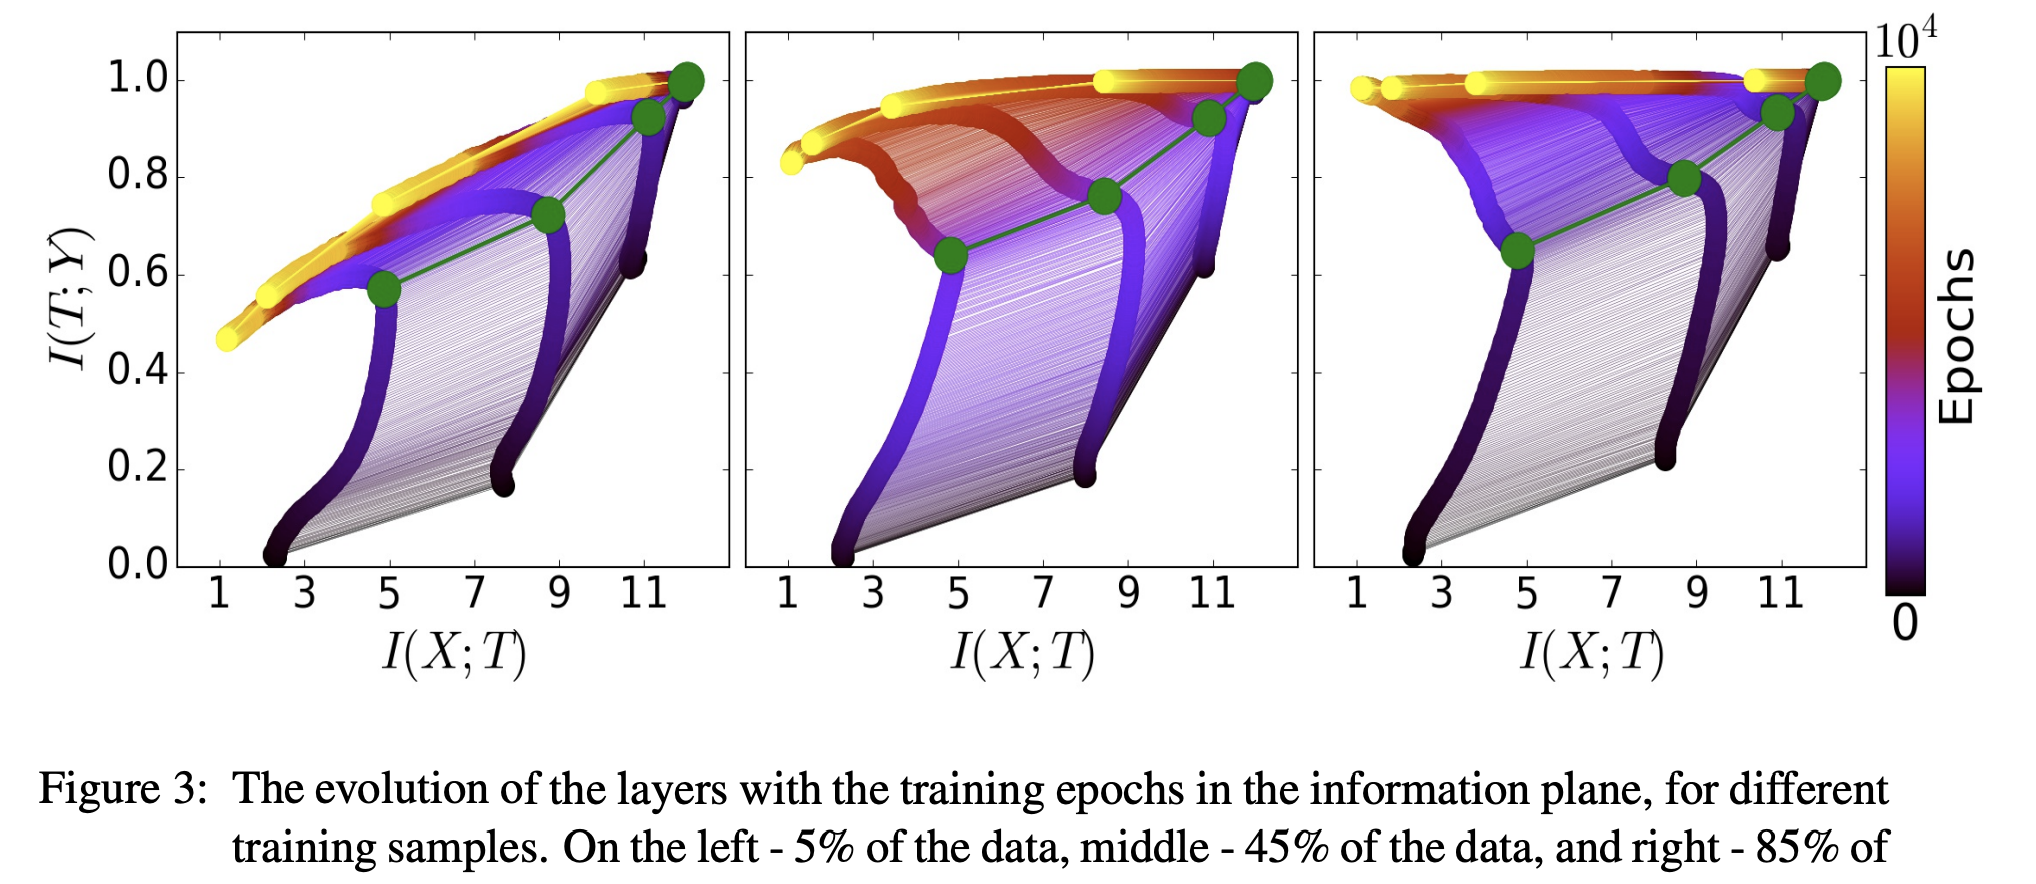 10⁴
1.0
0.8
0.6
0.4
0.2
0.0
I(T; Y)
1 3 5 7 9 11
1 3 5 7 9 11
1 3 5 7 9 11
I(X; T)
I(X; T)
I(X; T)
Epochs
0
Figure 3: The evolution of the layers with the training epochs in the information plane, for different
training samples. On the left - 5% of the data, middle - 45% of the data, and right - 85% of